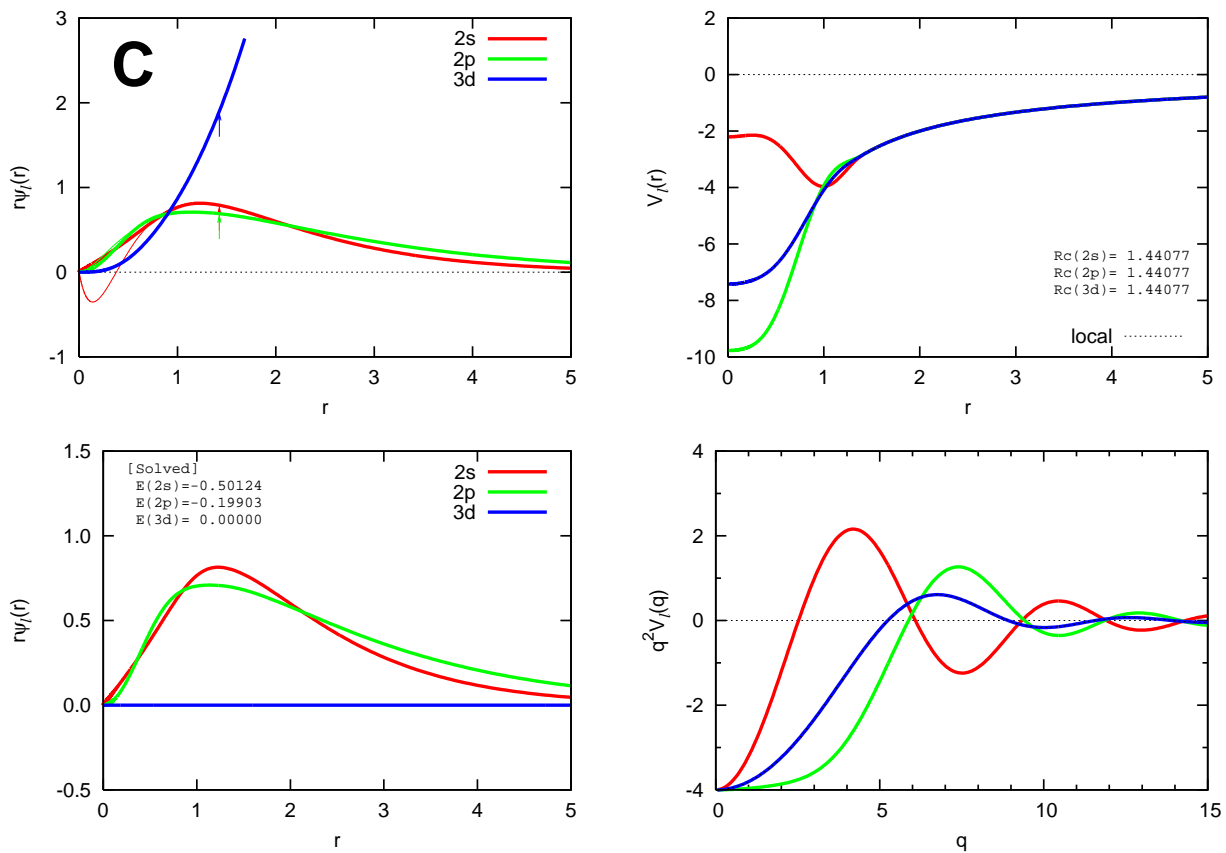 C
2s
2p
3d
3
2
1
0
-1
0 1 2 3 4 5
rψl(r)
r
2
0
-2
-4
-6
-8
-10
0 1 2 3 4 5
Vl(r)
r
Rc(2s)= 1.44077
Rc(2p)= 1.44077
Rc(3d)= 1.44077
local
1.5
1.0
0.5
0.0
-0.5
0 1 2 3 4 5
rψl(r)
r
[Solved]
E(2s)=-0.50124
E(2p)=-0.19903
E(3d)= 0.00000
2s
2p
3d
4
2
0
-2
-4
0 5 10 15
q2Vl(q)
q